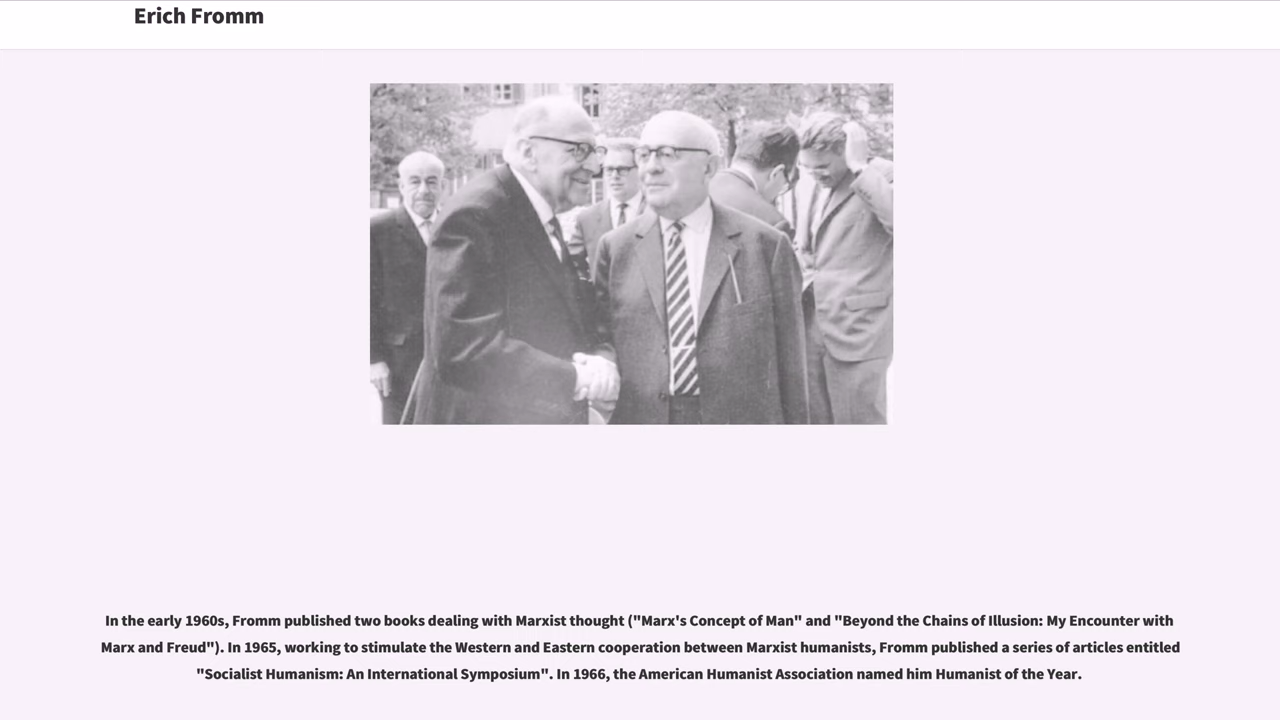 Erich Fromm
In the early 1960s, Fromm published two books dealing with Marxist thought ("Marx's Concept of Man" and "Beyond the Chains of Illusion: My Encounter with
Marx and Freud"). In 1965, working to stimulate the Western and Eastern cooperation between Marxist humanists, Fromm published a series of articles entitled
"Socialist Humanism: An International Symposium". In 1966, the American Humanist Association named him Humanist of the Year.